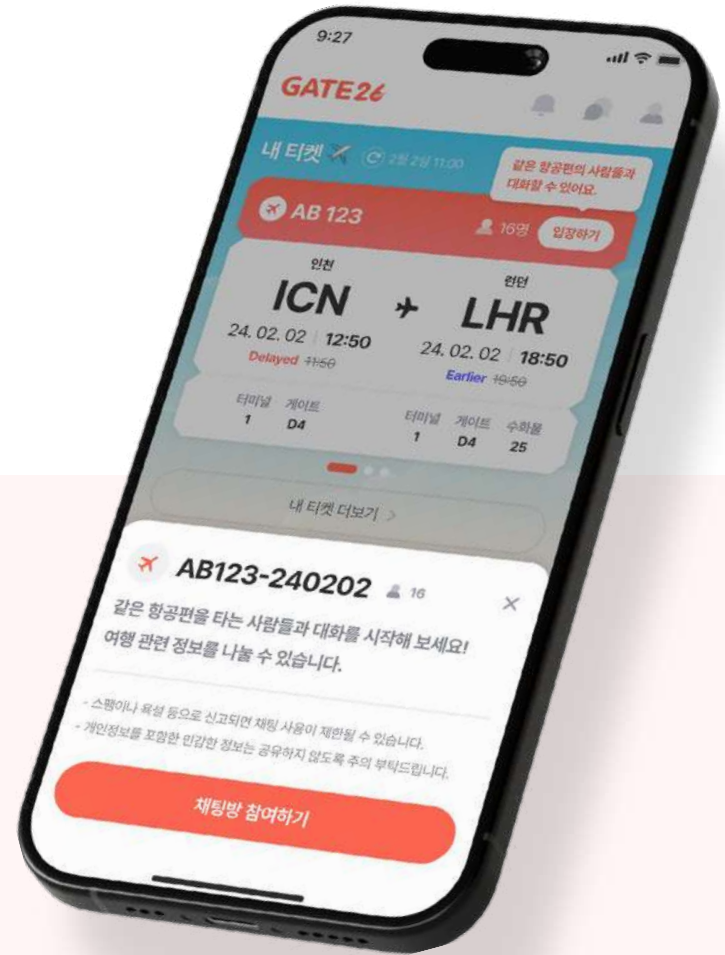 9:27
GATE26
내 티켓
2월 2일 11:00
같은 항공편의 사람들과
대화할 수 있어요.
AB 123
16명
입장하기
인천
런던
ICN
LHR
24. 02. 02 | 12:50
24. 02. 02 | 18:50
Delayed 11:50
Earlier 19:50
터미널 게이트
터미널 게이트 수화물
1 D4
1 D4 25
내 티켓 더보기 >
AB123-240202 16
같은 항공편을 타는 사람들과 대화를 시작해 보세요!
여행 관련 정보를 나눌 수 있습니다.
- 스팸이나 욕설 등으로 신고되면 채팅 사용이 제한될 수 있습니다.
- 개인정보를 포함한 민감한 정보는 공유하지 않도록 주의 부탁드립니다.
채팅방 참여하기